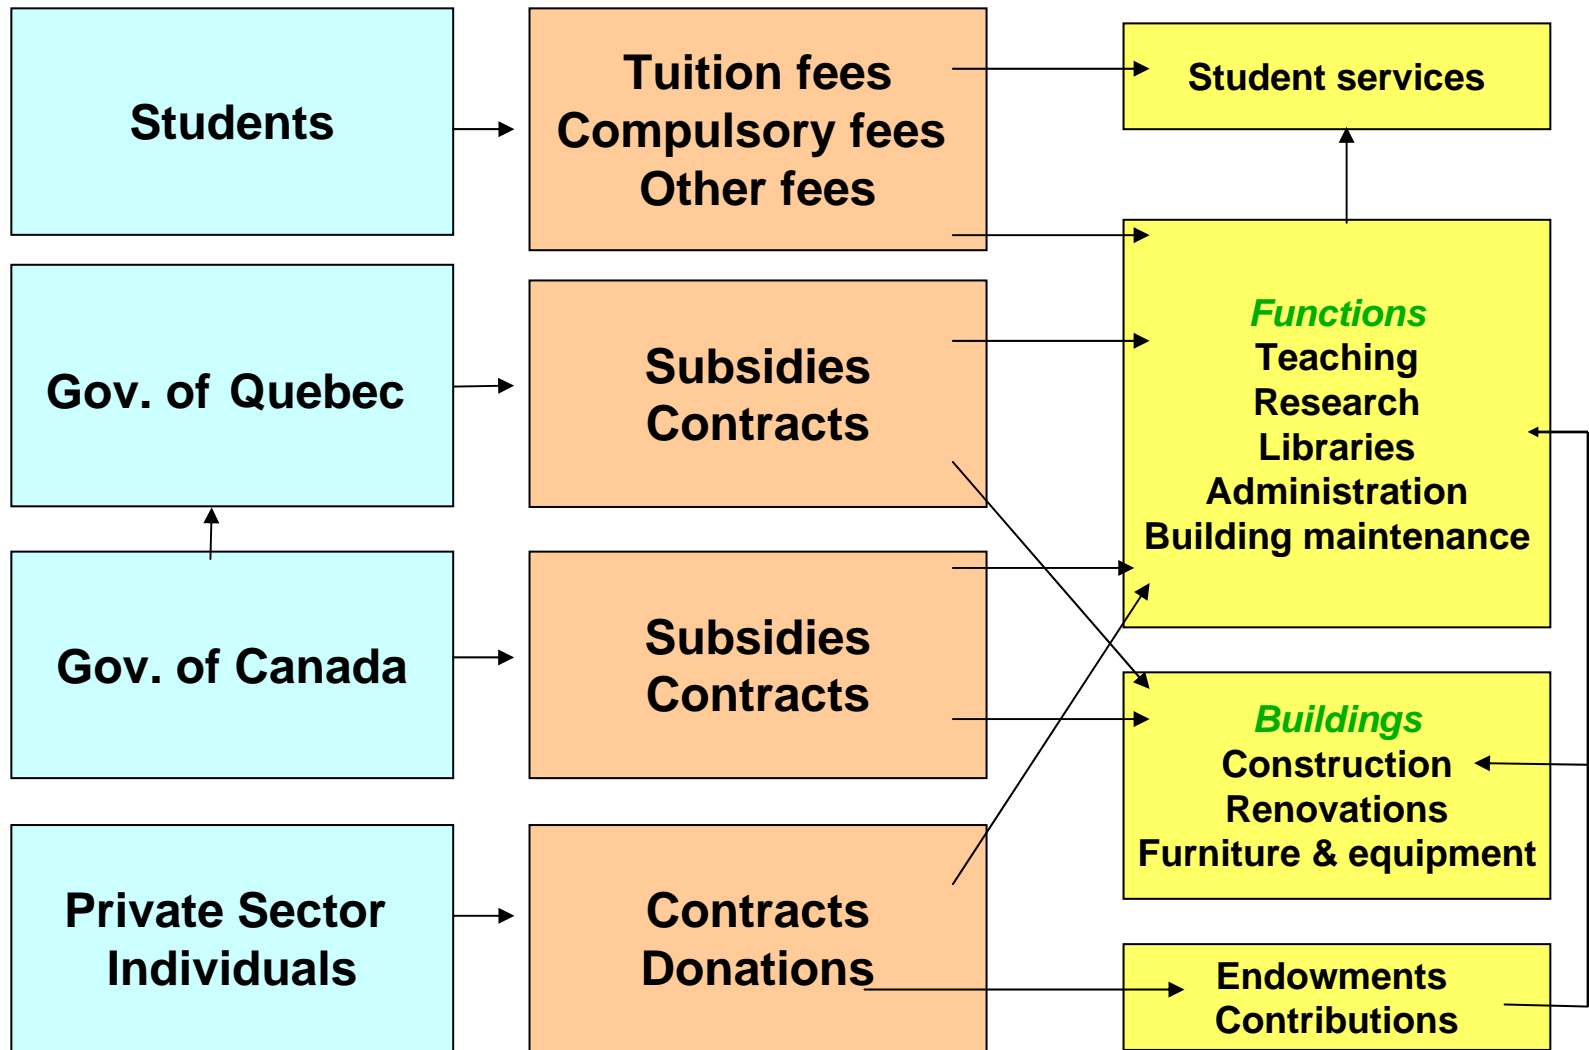 Students
Tuition fees
Compulsory fees
Other fees
Student services
Gov. of Quebec
Subsidies
Contracts
Functions
Teaching
Research
Libraries
Administration
Building maintenance
Gov. of Canada
Subsidies
Contracts
Buildings
Construction
Renovations
Furniture & equipment
Private Sector
Individuals
Contracts
Donations
Endowments
Contributions